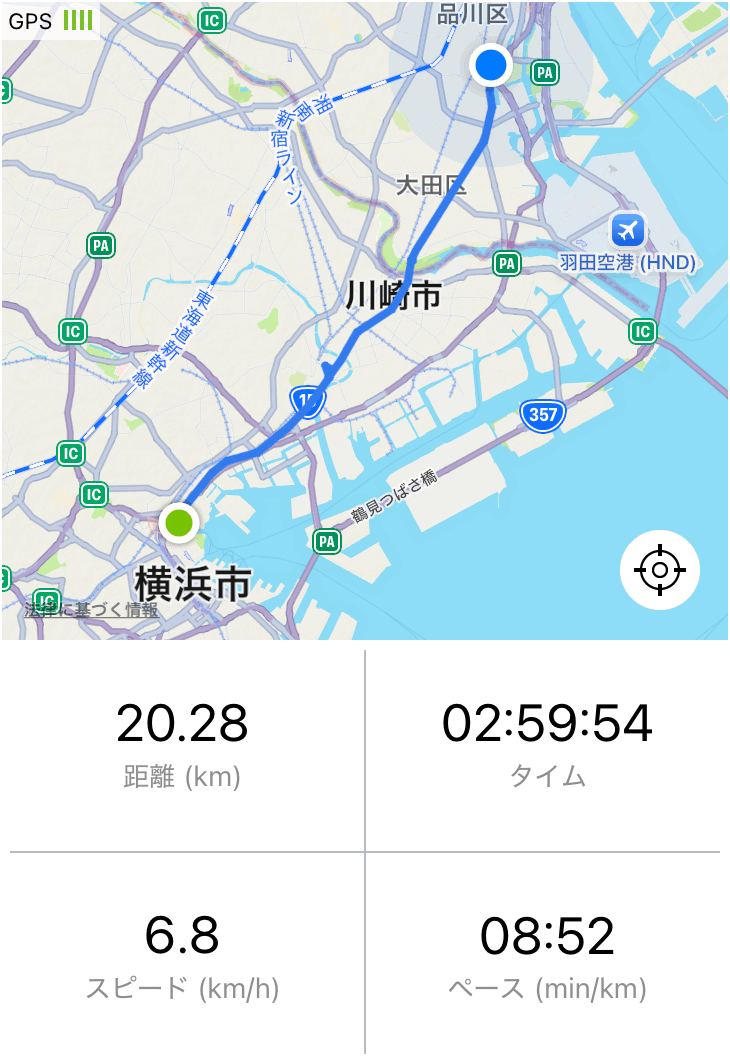 GPS
IC
品川区
PA
湘南新宿ライン
大田区
PA
羽田空港 (HND)
PA
川崎市
東海道新幹線
IC
IC
357
IC
IC
鶴見つばさ橋
PA
横浜市
IC
法律に基づく情報
20.28
距離 (km)
02:59:54
タイム
6.8
スピード (km/h)
08:52
ペース (min/km)